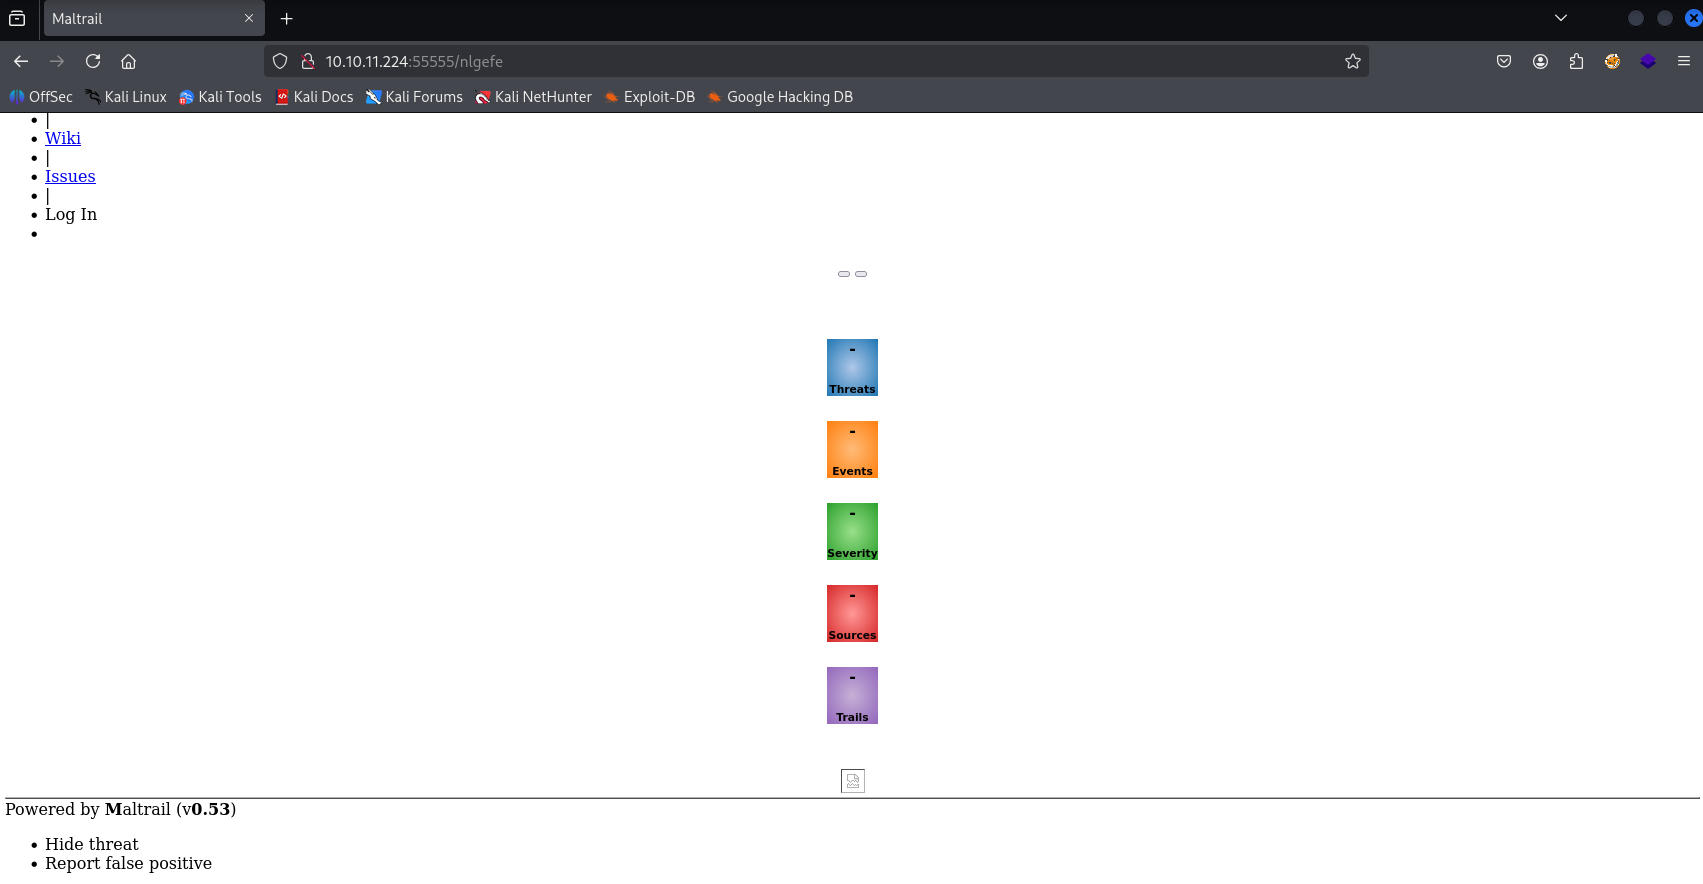 Maltrail
10.10.11.224:55555/nlgefe
OffSec Kali Linux Kali Tools Kali Docs Kali Forums Kali NetHunter Exploit-DB Google Hacking DB
|
Wiki
|
Issues
|
Log In
-
Threats
-
Events
-
Severity
-
Sources
-
Trails
Powered by Maltrail (v0.53)
Hide threat
Report false positive